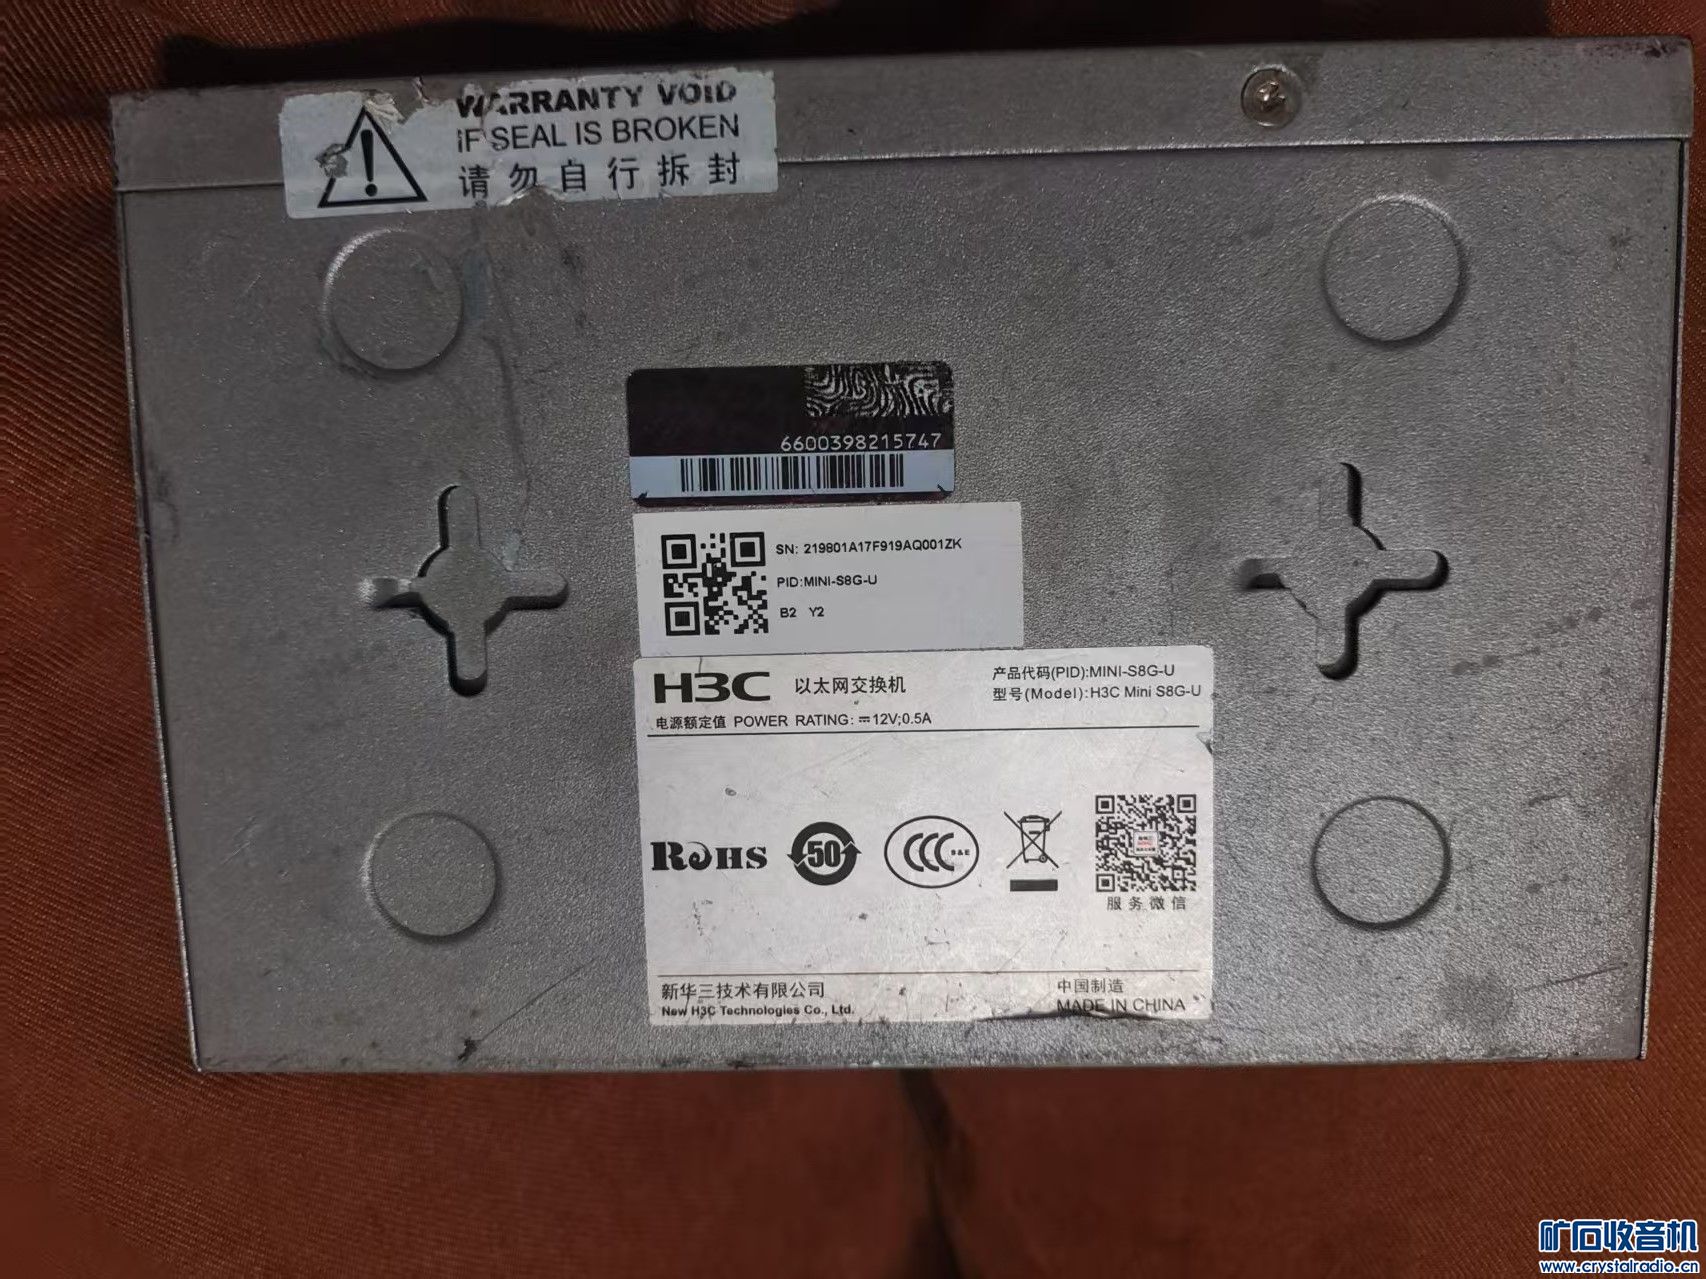 WARRANTY VOID
IF SEAL IS BROKEN
请勿自行拆封
6600398215747
SN: 219801A17F919AQ001ZK
PID:MINI-S8G-U
B2 Y2
H3C 以太网交换机
产品代码(PID):MINI-S8G-U
型号(Model):H3C Mini S8G-U
电源额定值 POWER RATING: ⎓12V;0.5A
RoHS 50 CCC S&E
服务微信
新华三技术有限公司
New H3C Technologies Co., Ltd.
中国制造
MADE IN CHINA
矿石收音机
www.crystalradio.cn